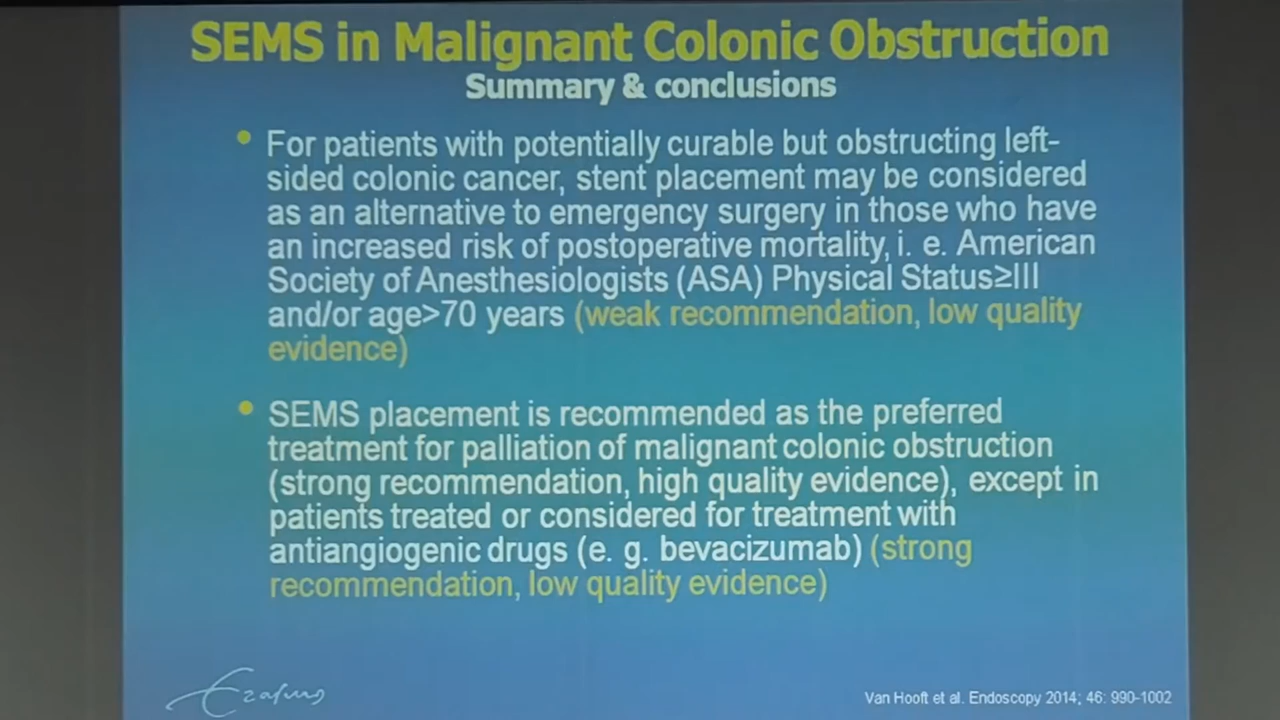 SEMS in Malignant Colonic Obstruction
Summary & conclusions
• For patients with potentially curable but obstructing left-
sided colonic cancer, stent placement may be considered
as an alternative to emergency surgery in those who have
an increased risk of postoperative mortality, i. e. American
Society of Anesthesiologists (ASA) Physical Status≥III
and/or age>70 years (weak recommendation, low quality
evidence)
• SEMS placement is recommended as the preferred
treatment for palliation of malignant colonic obstruction
(strong recommendation, high quality evidence), except in
patients treated or considered for treatment with
antiangiogenic drugs (e. g. bevacizumab) (strong
recommendation, low quality evidence)
Erasmus
Van Hooft et al. Endoscopy 2014; 46: 990-1002